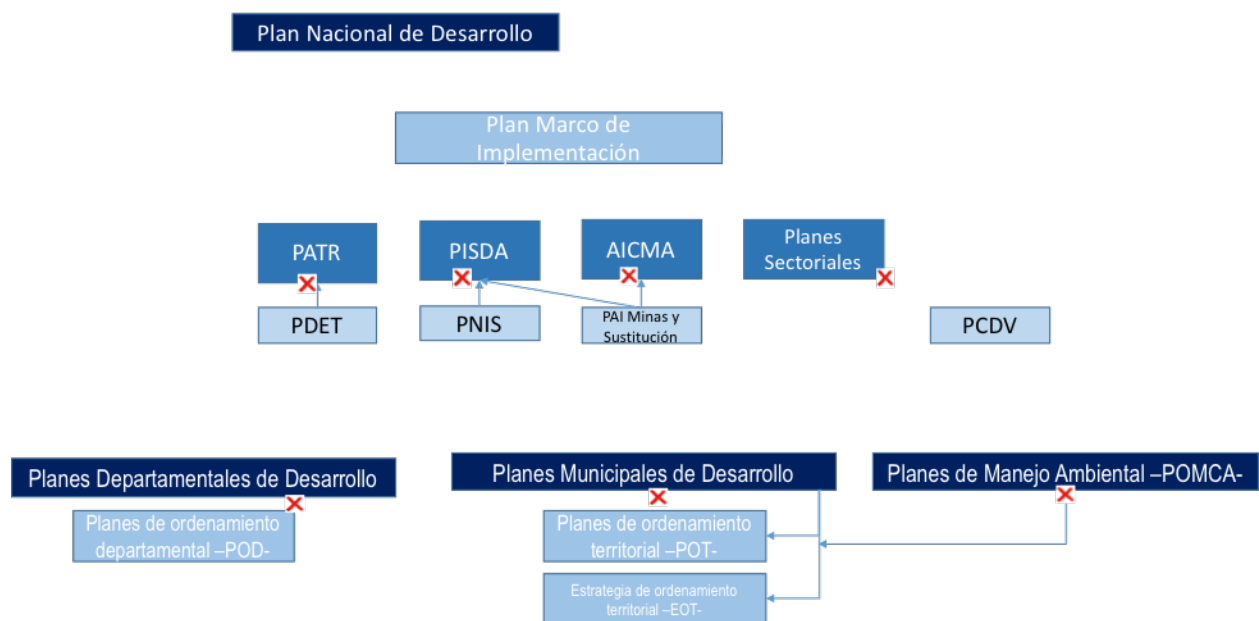 Plan Nacional de Desarrollo
Plan Marco de
Implementación
PATR
PISDA
AICMA
Planes
Sectoriales
PDET
PNIS
PAI Minas y
Sustitución
PCDV
Planes Departamentales de Desarrollo
Planes Municipales de Desarrollo
Planes de Manejo Ambiental –POMCA-
Planes de ordenamiento
departamental –POD-
Planes de ordenamiento
territorial –POT-
Estrategia de ordenamiento
territorial –EOT-